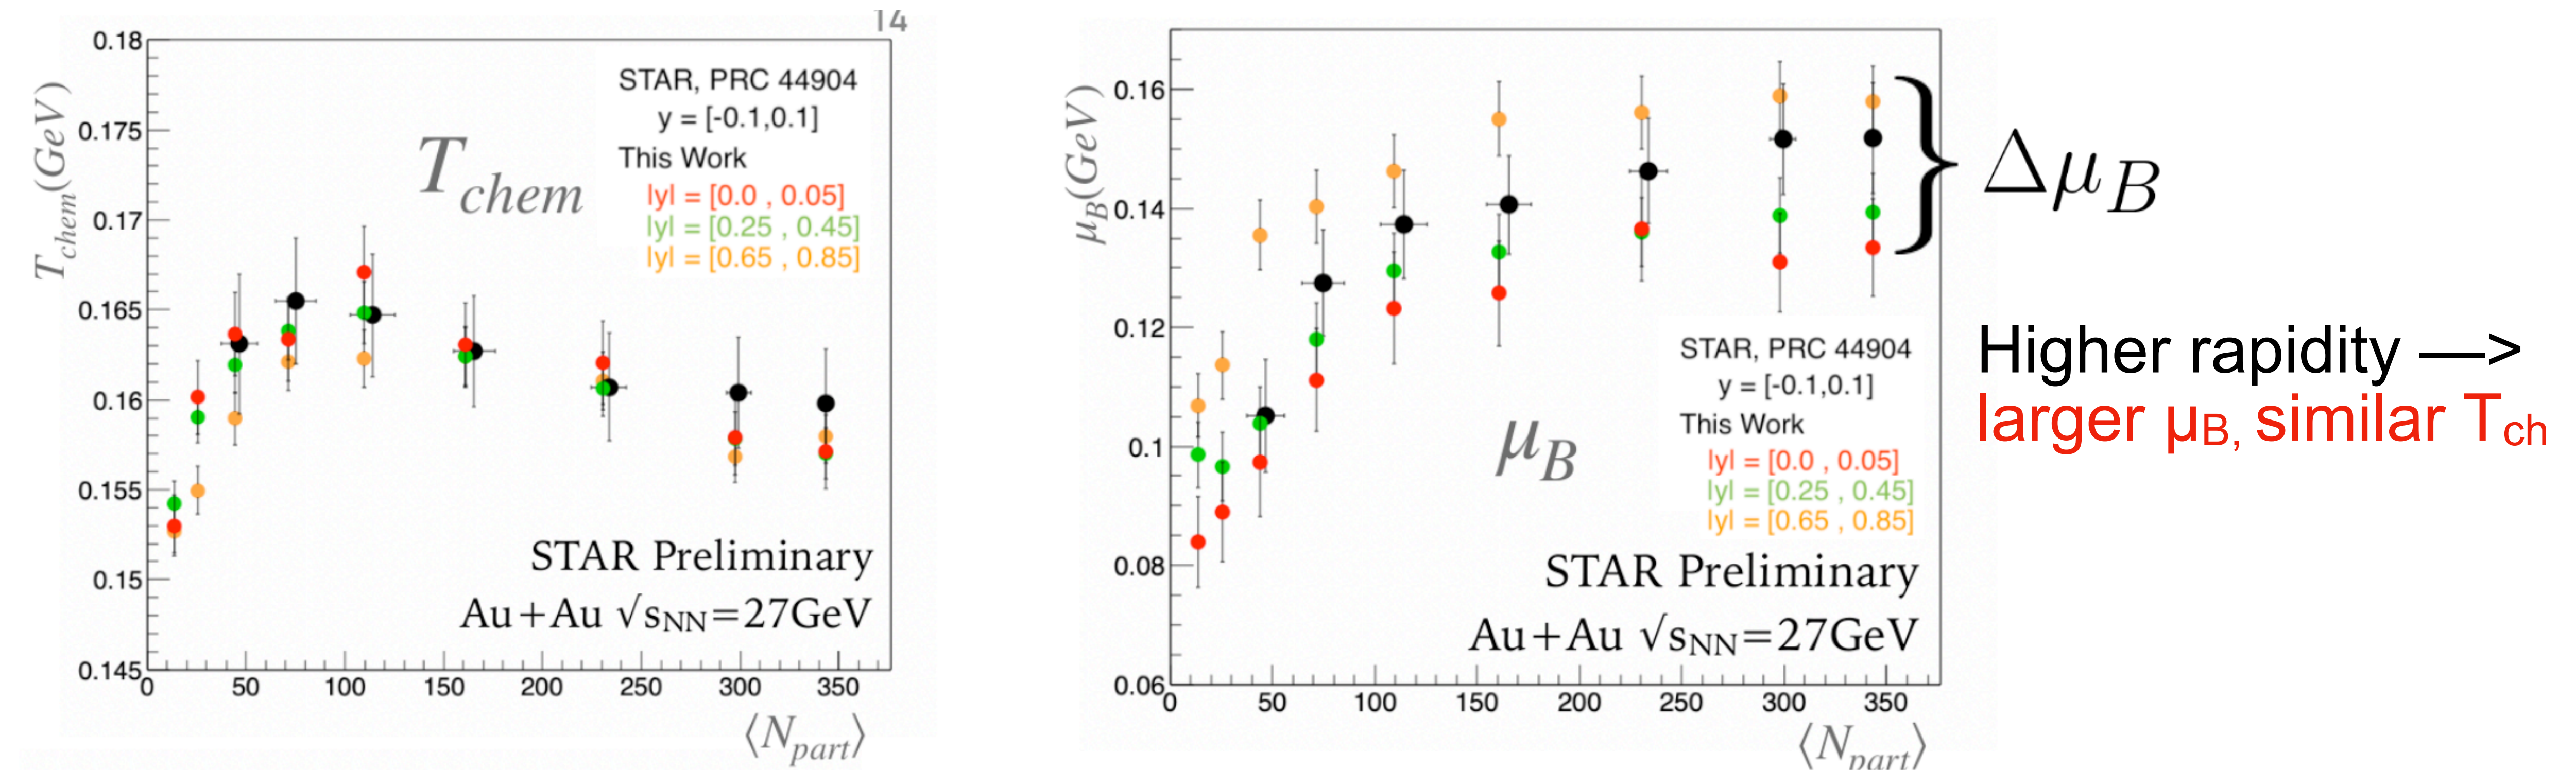 14
0.18
0.175
0.17
0.165
0.16
0.155
0.15
0.145
T_chem(GeV)
T_chem
STAR, PRC 44904
y = [-0.1,0.1]
This Work
|y| = [0.0 , 0.05]
|y| = [0.25 , 0.45]
|y| = [0.65 , 0.85]
STAR Preliminary
Au+Au √sNN=27GeV
0 50 100 150 200 250 300 350
⟨N_part⟩
0.16
0.14
0.12
0.1
0.08
0.06
μ_B(GeV)
STAR, PRC 44904
y = [-0.1,0.1]
This Work
|y| = [0.0 , 0.05]
|y| = [0.25 , 0.45]
|y| = [0.65 , 0.85]
μ_B
STAR Preliminary
Au+Au √sNN=27GeV
0 50 100 150 200 250 300 350
⟨N_part⟩
Δμ_B
Higher rapidity —>
larger μB, similar Tch